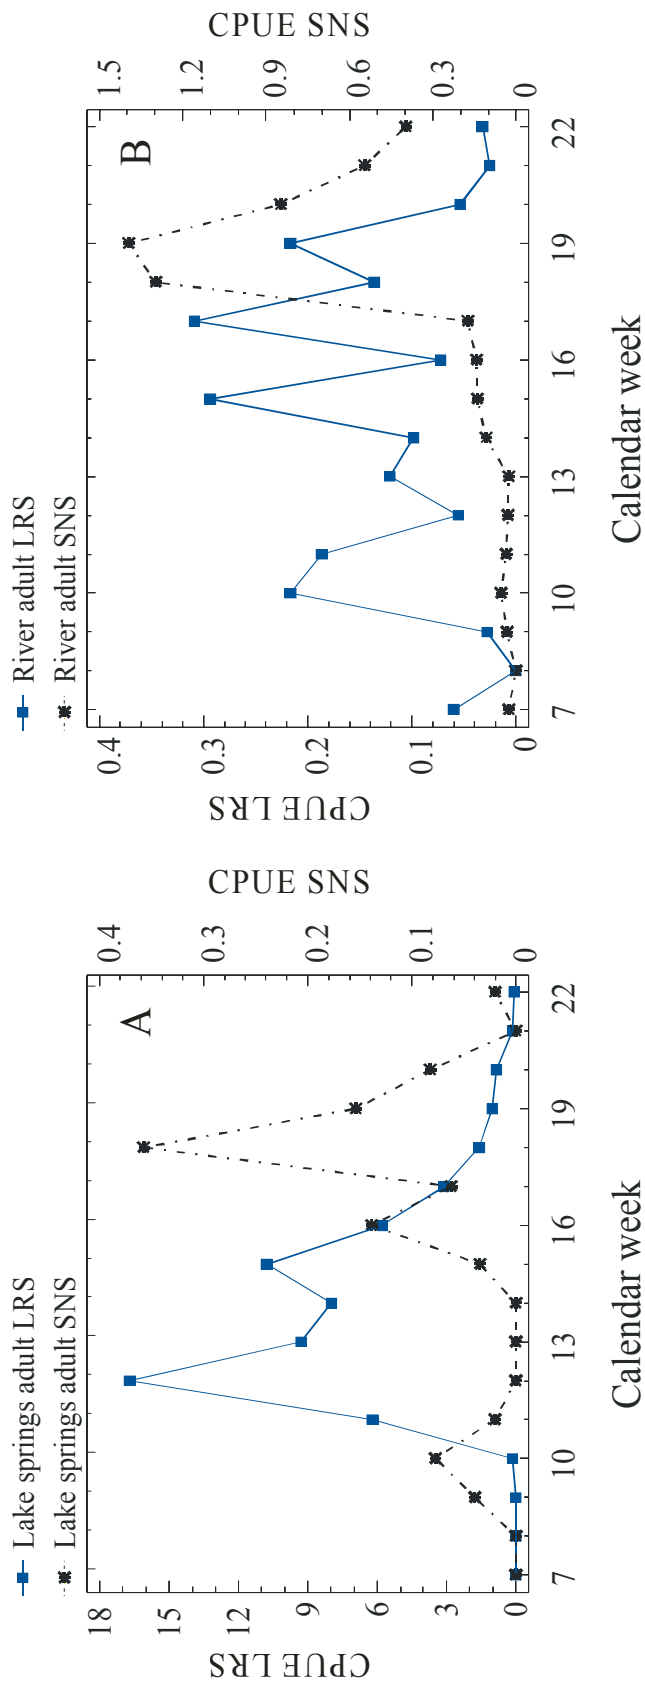 Lake springs adult LRS
Lake springs adult SNS
A
CPUE LRS
18
15
12
9
6
3
0
CPUE SNS
0.4
0.3
0.2
0.1
0
7 10 13 16 19 22
Calendar week
River adult LRS
River adult SNS
B
CPUE LRS
0.4
0.3
0.2
0.1
0
CPUE SNS
1.5
1.1
0.9
0.6
0.3
0
7 10 13 16 19 22
Calendar week